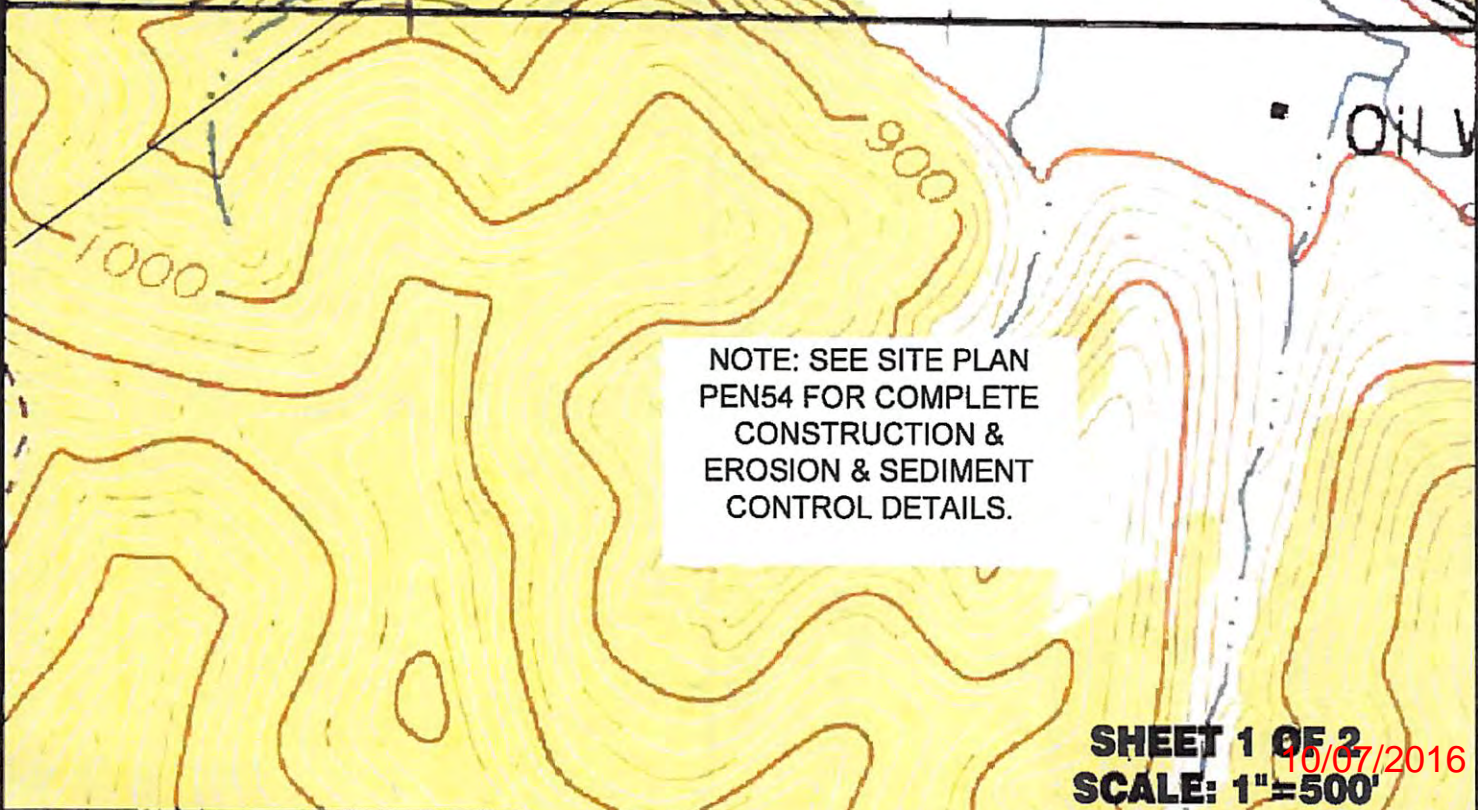 900
OiL
1000
NOTE: SEE SITE PLAN
PEN54 FOR COMPLETE
CONSTRUCTION &
EROSION & SEDIMENT
CONTROL DETAILS.
SHEET 1 OF 2
10/07/2016
SCALE: 1"=500'